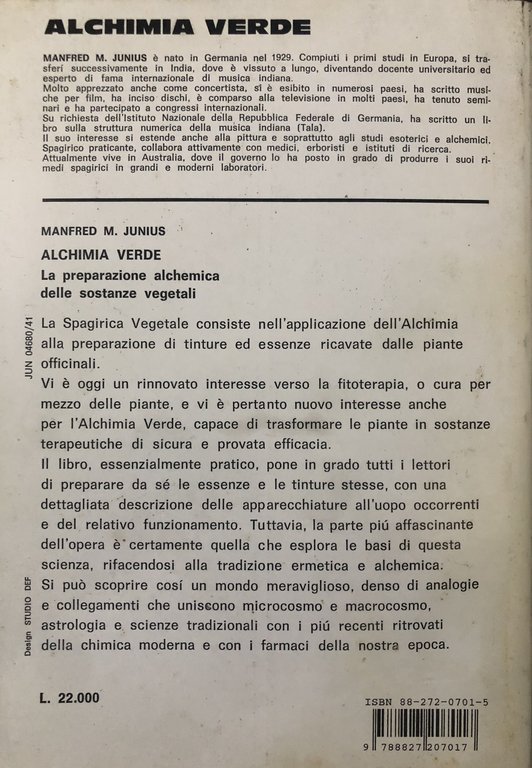 ALCHIMIA VERDE
MANFRED M. JUNIUS è nato in Germania nel 1929. Compiuti i primi studi in Europa, si tra-
sferí successivamente in India, dove è vissuto a lungo, diventando docente universitario ed
esperto di fama internazionale di musica indiana.
Molto apprezzato anche come concertista, si è esibito in numerosi paesi, ha scritto musi-
che per film, ha inciso dischi, è comparso alla televisione in molti paesi, ha tenuto semi-
nari e ha partecipato a congressi internazionali.
Su richiesta dell'Istituto Nazionale della Repubblica Federale di Germania, ha scritto un li-
bro sulla struttura numerica della musica indiana (Tala).
Il suo interesse si estende anche alla pittura e soprattutto agli studi esoterici e alchemici.
Spagirico praticante, collabora attivamente con medici, erboristi e istituti di ricerca.
Attualmente vive in Australia, dove il governo lo ha posto in grado di produrre i suoi ri-
medi spagirici in grandi e moderni laboratori.
MANFRED M. JUNIUS
ALCHIMIA VERDE
La preparazione alchemica
delle sostanze vegetali
La Spagirica Vegetale consiste nell'applicazione dell'Alchimia
alla preparazione di tinture ed essenze ricavate dalle piante
officinali.
Vi è oggi un rinnovato interesse verso la fitoterapia, o cura per
mezzo delle piante, e vi è pertanto nuovo interesse anche
per l'Alchimia Verde, capace di trasformare le piante in sostanze
terapeutiche di sicura e provata efficacia.
Il libro, essenzialmente pratico, pone in grado tutti i lettori
di preparare da sé le essenze e le tinture stesse, con una
dettagliata descrizione delle apparecchiature all'uopo occorrenti
e del relativo funzionamento. Tuttavia, la parte piú affascinante
dell'opera è certamente quella che esplora le basi di questa
scienza, rifacendosi alla tradizione ermetica e alchemica.
Si può scoprire cosí un mondo meraviglioso, denso di analogie
e collegamenti che uniscono microcosmo e macrocosmo,
astrologia e scienze tradizionali con i piú recenti ritrovati
della chimica moderna e con i farmaci della nostra epoca.
JUN 04680/41
Design STUDIO DEF
L. 22.000
ISBN 88-272-0701-5
9 788827 207017